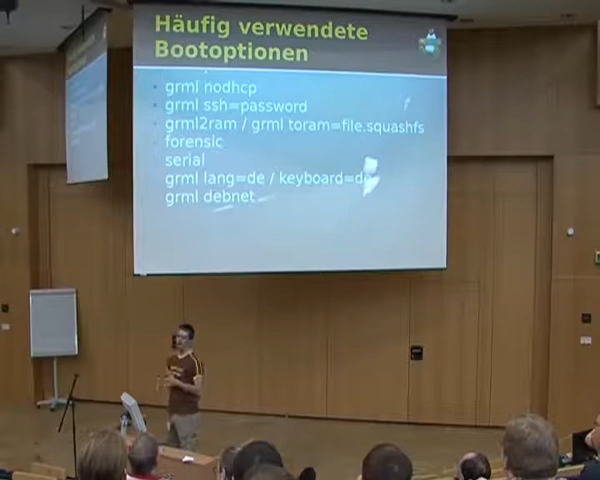 Häufig verwendete
Bootoptionen
grml nodhcp
grml ssh=password
grml2ram / grml toram=file.squashfs
forensic
serial
grml lang=de / keyboard=de
grml debnet